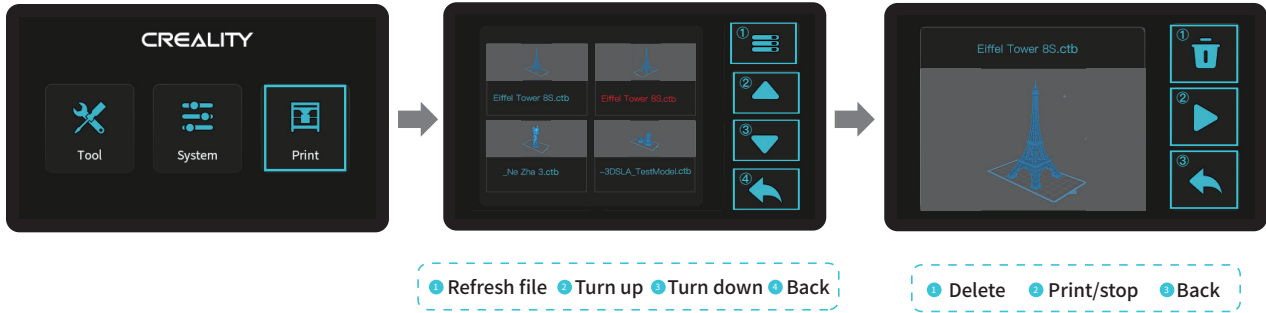 CREALITY
Tool
System
Print
Eiffel Tower 8S.ctb
Eiffel Tower 8S.ctb
_Ne Zha 3.ctb
-3DSLA_TestModel.ctb
①
②
③
④
Eiffel Tower 8S.ctb
①
②
③
1 Refresh file 2 Turn up 3 Turn down 4 Back
1 Delete 2 Print/stop 3 Back